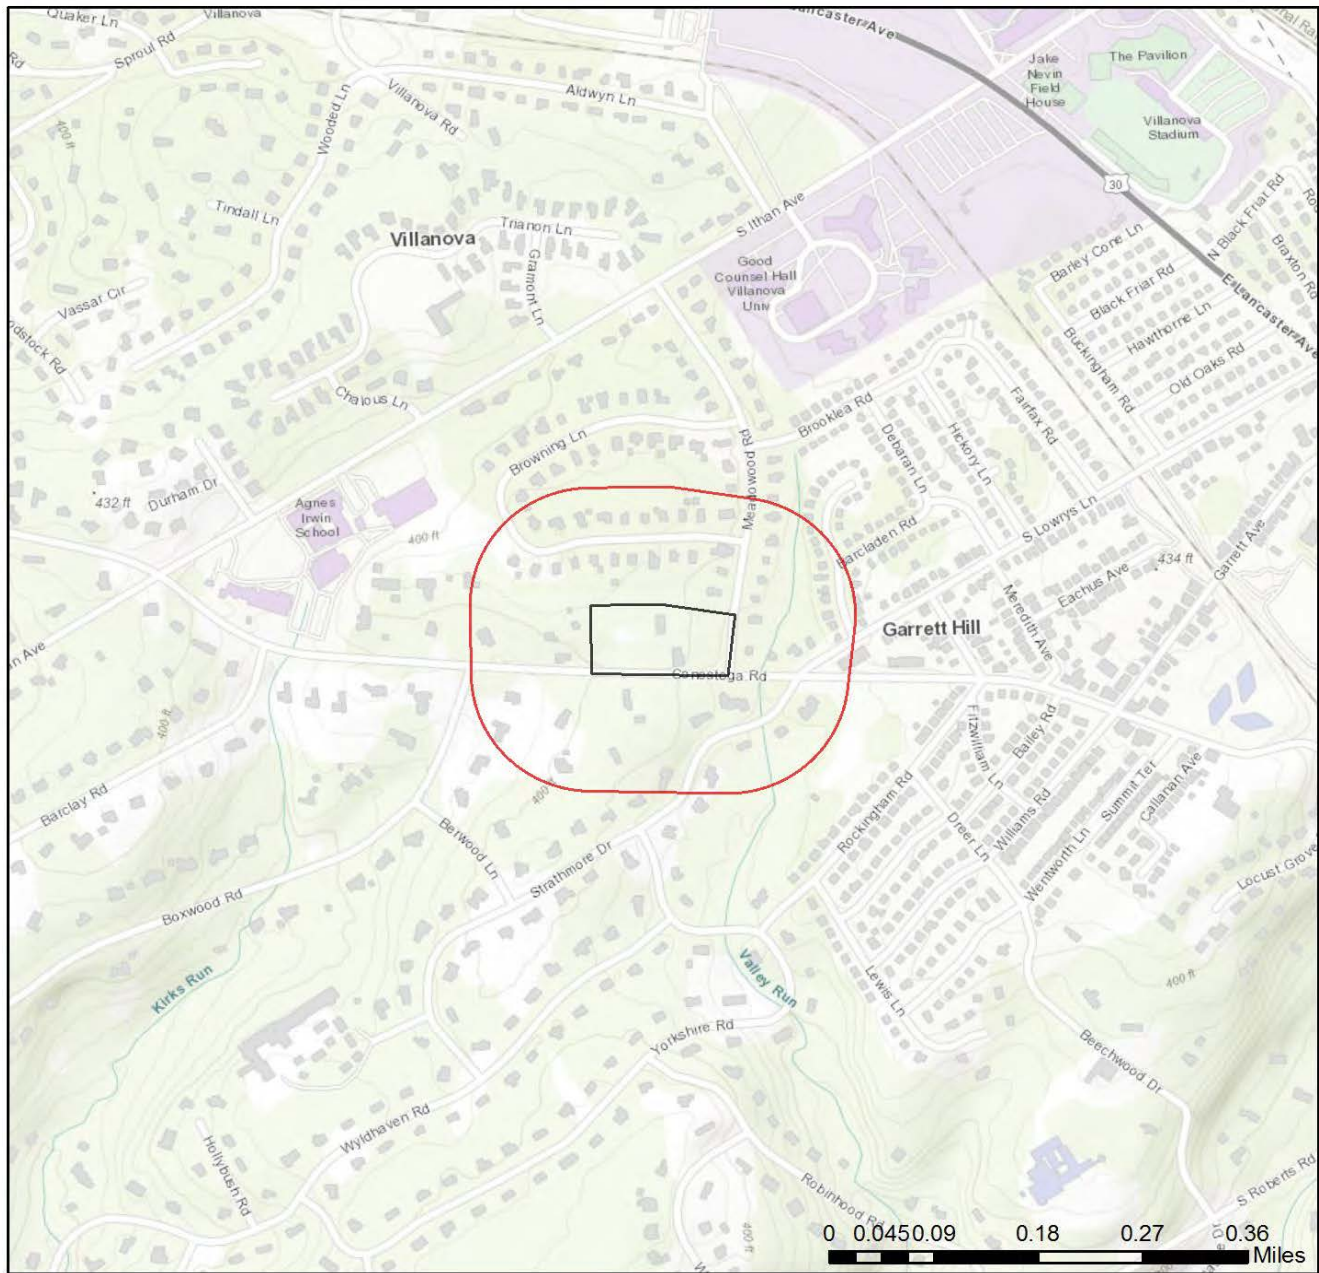 Quaker Ln
Villanova
Sproul Rd
Rd
Lancaster Ave
The Pavilion
Jake
Nevin
Field
House
Villanova
Stadium
Aldwyn Ln
Villanova Rd
Wooded Ln
400 ft
30
Tindall Ln
Trianon Ln
Villanova
S Ithan Ave
Gramont Ln
Good
Counsel Hall
Villanova
Univ
Barley Cone Ln
N Black Friar Rd
Braxton Rd
Black Friar Rd
E Lancaster Ave
Hawthorne Ln
Old Oaks Rd
Buckingham Rd
Vassar Cir
Chalous Ln
Brooklea Rd
Fairfax Rd
Hickory Ln
Debaran Ln
Browning Ln
Meadowood Rd
432 ft
Durham Dr
Agnes
Irwin
School
400 ft
Barcladen Rd
S Lowrys Ln
434 ft
Garrett Ave
Eachus Ave
Meredith Ave
Garrett Hill
Conestoga Rd
400 ft
400 ft
Fitzwilliam Ln
Bailey Rd
Barclay Rd
Berwood Ln
Strathmore Dr
Rockingham Rd
Dreer Ln
Williams Rd
Summit Ter
Callanan Ave
Wentworth Ln
Locust Grove
Boxwood Rd
Kirks Run
Valley Run
Lewis Ln
400 ft
Yorkshire Rd
Beechwood Dr
Wyldhaven Rd
Hollybush Rd
Robinhood Rd
S Roberts Rd
400 ft
0 0.045 0.09 0.18 0.27 0.36
Miles